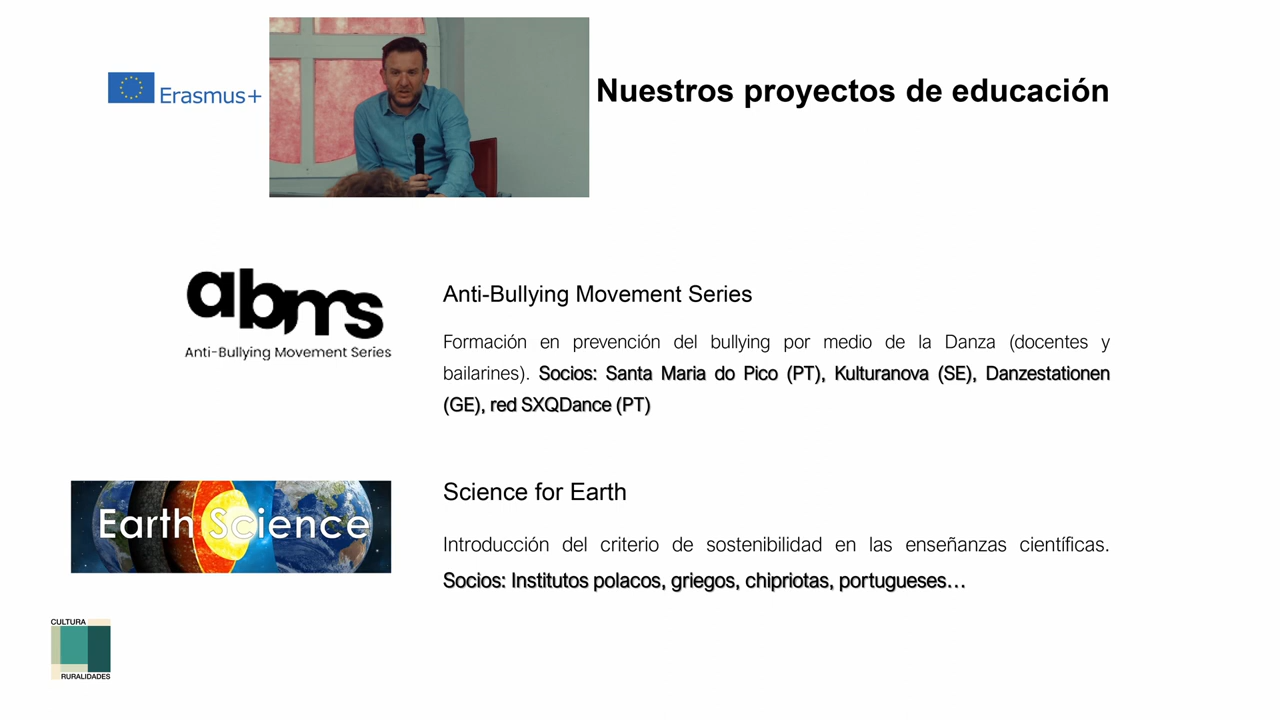 Erasmus+
Nuestros proyectos de educación
abms
Anti-Bullying Movement Series
Anti-Bullying Movement Series
Formación en prevención del bullying por medio de la Danza (docentes y
bailarines). Socios: Santa Maria do Pico (PT), Kulturanova (SE), Danzestationen
(GE), red SXQDance (PT)
Earth Science
Science for Earth
Introducción del criterio de sostenibilidad en las enseñanzas científicas.
Socios: Institutos polacos, griegos, chipriotas, portugueses…
CULTURA
RURALIDADES